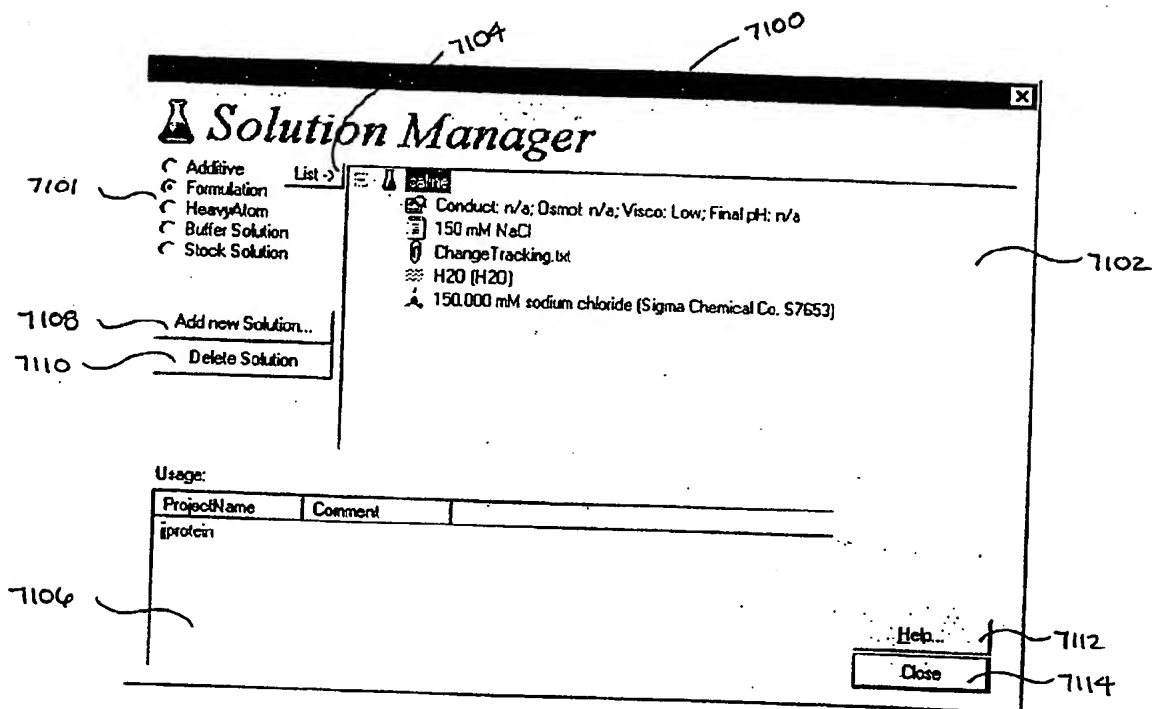 7104
7100
Solution Manager
7101
Additive
Formulation
HeavyAtom
Buffer Solution
Stock Solution
List ->
saline
Conduct: n/a; Osmot: n/a; Visco: Low; Final pH: n/a
150 mM NaCl
ChangeTracking.txt
H2O (H2O)
150.000 mM sodium chloride (Sigma Chemical Co. S7653)
7102
7108
Add new Solution...
7110
Delete Solution
Usage:
ProjectName Comment
7106
Help...
7112
Close
7114